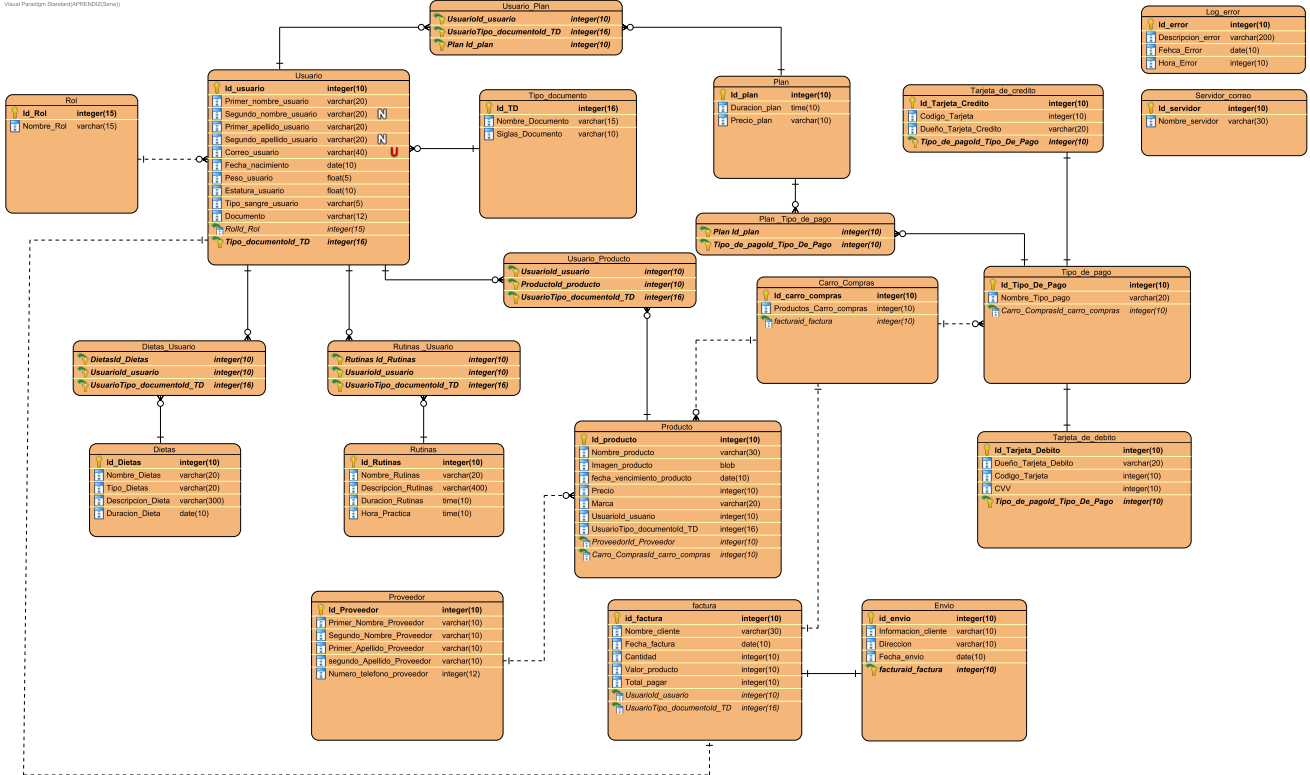 Visual Paradigm Standard(APRENDIZ(Sena))
Usuario_Plan
UsuarioId_usuario integer(10)
UsuarioTipo_documentoId_TD integer(16)
Plan Id_plan integer(10)
Log_error
Id_error integer(10)
Descripcion_error varchar(200)
Fehca_Error date(10)
Hora_Error integer(10)
Usuario
Id_usuario integer(10)
Primer_nombre_usuario varchar(20)
Segundo_nombre_usuario varchar(20) N
Primer_apellido_usuario varchar(20)
Segundo_apellido_usuario varchar(20) N
Correo_usuario varchar(40) U
Fecha_nacimiento date(10)
Peso_usuario float(5)
Estatura_usuario float(10)
Tipo_sangre_usuario varchar(5)
Documento varchar(12)
RolId_Rol integer(15)
Tipo_documentoId_TD integer(16)
Rol
Id_Rol integer(15)
Nombre_Rol varchar(15)
Tipo_documento
Id_TD integer(16)
Nombre_Documento varchar(15)
Siglas_Documento varchar(10)
Plan
Id_plan integer(10)
Duracion_plan time(10)
Precio_plan varchar(10)
Tarjeta_de_credito
Id_Tarjeta_Credito integer(10)
Codigo_Tarjeta integer(10)
Dueño_Tarjeta_Credito varchar(20)
Tipo_de_pagoId_Tipo_De_Pago integer(10)
Servidor_correo
Id_servidor integer(10)
Nombre_servidor varchar(30)
Plan _Tipo_de_pago
Plan Id_plan integer(10)
Tipo_de_pagoId_Tipo_De_Pago integer(10)
Usuario_Producto
UsuarioId_usuario integer(10)
ProductoId_producto integer(10)
UsuarioTipo_documentoId_TD integer(16)
Carro_Compras
Id_carro_compras integer(10)
Productos_Carro_compras integer(10)
facturaid_factura integer(10)
Tipo_de_pago
Id_Tipo_De_Pago integer(10)
Nombre_Tipo_pago varchar(20)
Carro_ComprasId_carro_compras integer(10)
Dietas_Usuario
DietasId_Dietas integer(10)
UsuarioId_usuario integer(10)
UsuarioTipo_documentoId_TD integer(16)
Rutinas _Usuario
Rutinas Id_Rutinas integer(10)
UsuarioId_usuario integer(10)
UsuarioTipo_documentoId_TD integer(16)
Dietas
Id_Dietas integer(10)
Nombre_Dietas varchar(20)
Tipo_Dietas varchar(20)
Descripcion_Dieta varchar(300)
Duracion_Dieta date(10)
Rutinas
Id_Rutinas integer(10)
Nombre_Rutinas varchar(20)
Descripcion_Rutinas varchar(400)
Duracion_Rutinas time(10)
Hora_Practica time(10)
Producto
Id_producto integer(10)
Nombre_producto varchar(30)
Imagen_producto blob
fecha_vencimiento_producto date(10)
Precio integer(10)
Marca varchar(20)
UsuarioId_usuario integer(10)
UsuarioTipo_documentoId_TD integer(16)
ProveedorId_Proveedor integer(10)
Carro_ComprasId_carro_compras integer(10)
Tarjeta_de_debito
Id_Tarjeta_Debito integer(10)
Dueño_Tarjeta_Debito varchar(20)
Codigo_Tarjeta integer(10)
CVV integer(10)
Tipo_de_pagoId_Tipo_De_Pago integer(10)
Proveedor
Id_Proveedor integer(10)
Primer_Nombre_Proveedor varchar(10)
Segundo_Nombre_Proveedor varchar(10)
Primer_Apellido_Proveedor varchar(10)
segundo_Apellido_Proveedor varchar(10)
Numero_telefono_proveedor integer(12)
factura
id_factura integer(10)
Nombre_cliente varchar(30)
Fecha_factura date(10)
Cantidad integer(10)
Valor_producto integer(10)
Total_pagar integer(10)
UsuarioId_usuario integer(10)
UsuarioTipo_documentoId_TD integer(16)
Envio
id_envio integer(10)
Informacion_cliente varchar(10)
Direccion varchar(10)
Fecha_envio date(10)
facturaid_factura integer(10)